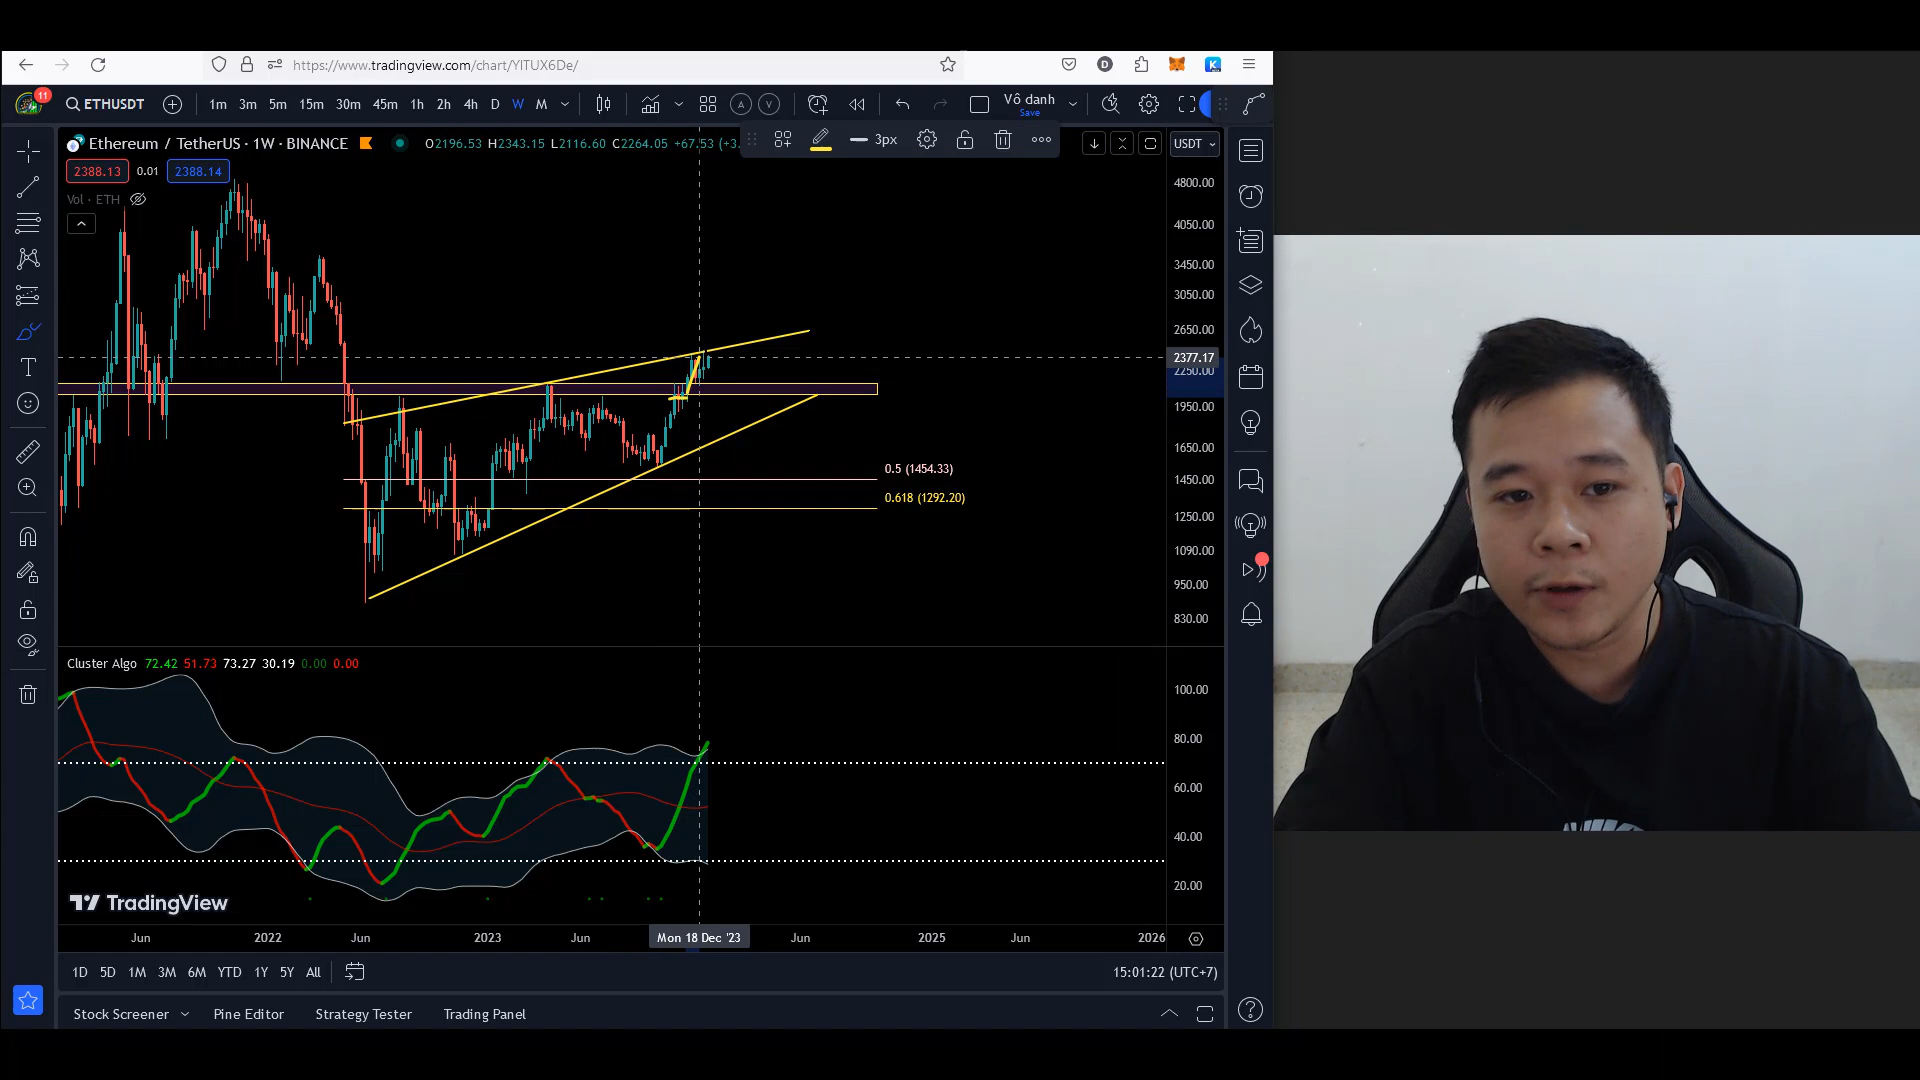 https://www.tradingview.com/chart/YITUX6De/
11
ETHUSDT 1m 3m 5m 15m 30m 45m 1h 2h 4h D W M A V Vô danh
Save
Ethereum / TetherUS · 1W · BINANCE O2196.53 H2343.15 L2116.60 C2264.05 +67.53 (+3. 3px USDT
2388.13 0.01 2388.14
Vol · ETH
4800.00
4050.00
3450.00
3050.00
2650.00
2377.17
2250.00
1950.00
1650.00
0.5 (1454.33)
1450.00
0.618 (1292.20)
1250.00
1090.00
950.00
830.00
Cluster Algo 72.42 51.73 73.27 30.19 0.00 0.00
100.00
80.00
60.00
40.00
20.00
TradingView
Jun 2022 Jun 2023 Jun Mon 18 Dec '23 Jun 2025 Jun 2026
1D 5D 1M 3M 6M YTD 1Y 5Y All 15:01:22 (UTC+7)
Stock Screener Pine Editor Strategy Tester Trading Panel